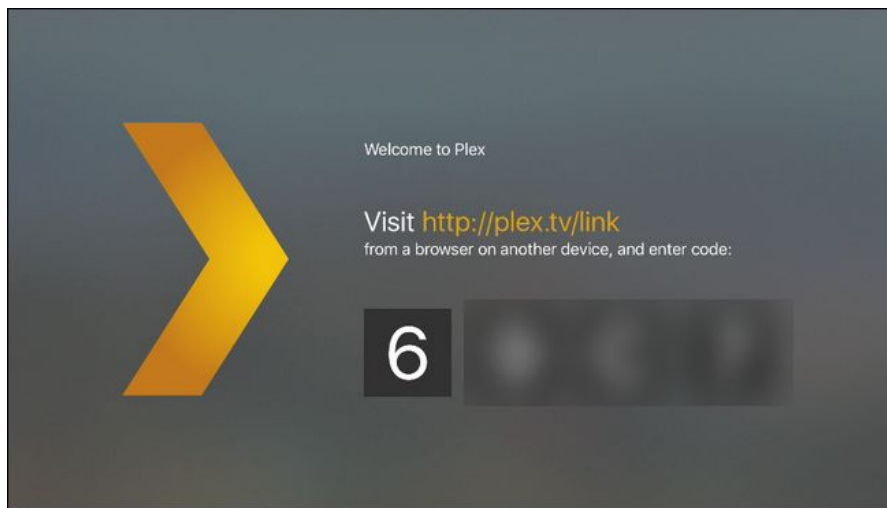 Welcome to Plex
Visit http://plex.tv/link
from a browser on another device, and enter code:
6